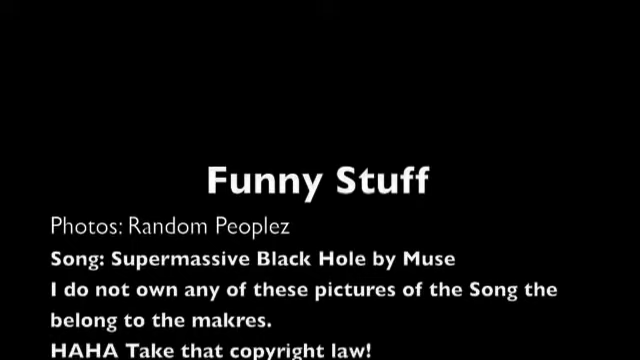 Funny Stuff
Photos: Random Peoplez
Song: Supermassive Black Hole by Muse
I do not own any of these pictures of the Song the
belong to the makres.
HAHA Take that copyright law!